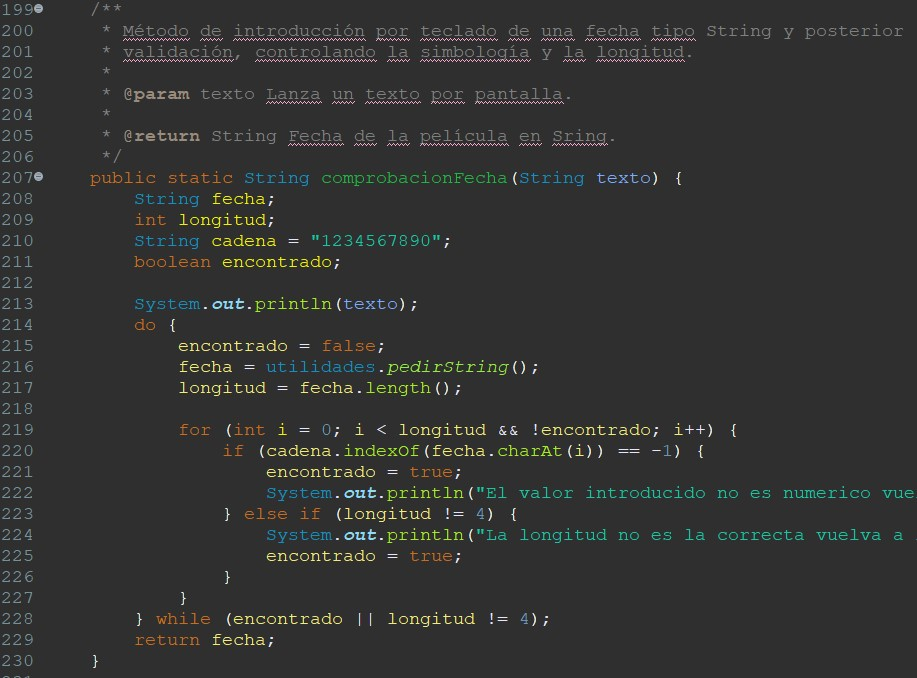 199 /**
200 * Método de introducción por teclado de una fecha tipo String y posterior
201 * validación, controlando la simbología y la longitud.
202 *
203 * @param texto Lanza un texto por pantalla.
204 *
205 * @return String Fecha de la película en Sring.
206 */
207 public static String comprobacionFecha(String texto) {
208 String fecha;
209 int longitud;
210 String cadena = "1234567890";
211 boolean encontrado;
212
213 System.out.println(texto);
214 do {
215 encontrado = false;
216 fecha = utilidades.pedirString();
217 longitud = fecha.length();
218
219 for (int i = 0; i < longitud && !encontrado; i++) {
220 if (cadena.indexOf(fecha.charAt(i)) == -1) {
221 encontrado = true;
222 System.out.println("El valor introducido no es numerico vue
223 } else if (longitud != 4) {
224 System.out.println("La longitud no es la correcta vuelva a
225 encontrado = true;
226 }
227 }
228 } while (encontrado || longitud != 4);
229 return fecha;
230 }